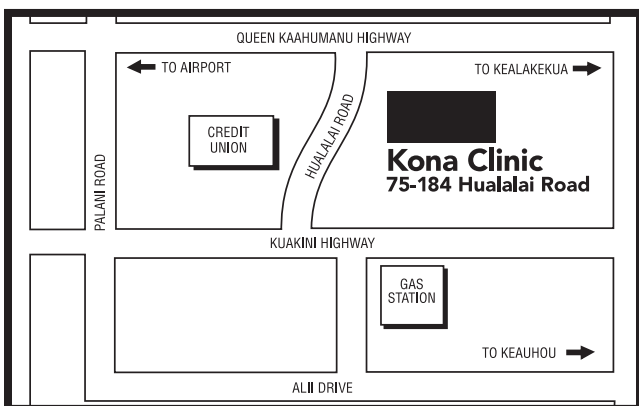 QUEEN KAAHUMANU HIGHWAY
TO AIRPORT
TO KEALAKEKUA
CREDIT
UNION
HUALALAI ROAD
Kona Clinic
75-184 Hualalai Road
PALANI ROAD
KUAKINI HIGHWAY
GAS
STATION
TO KEAUHOU
ALII DRIVE